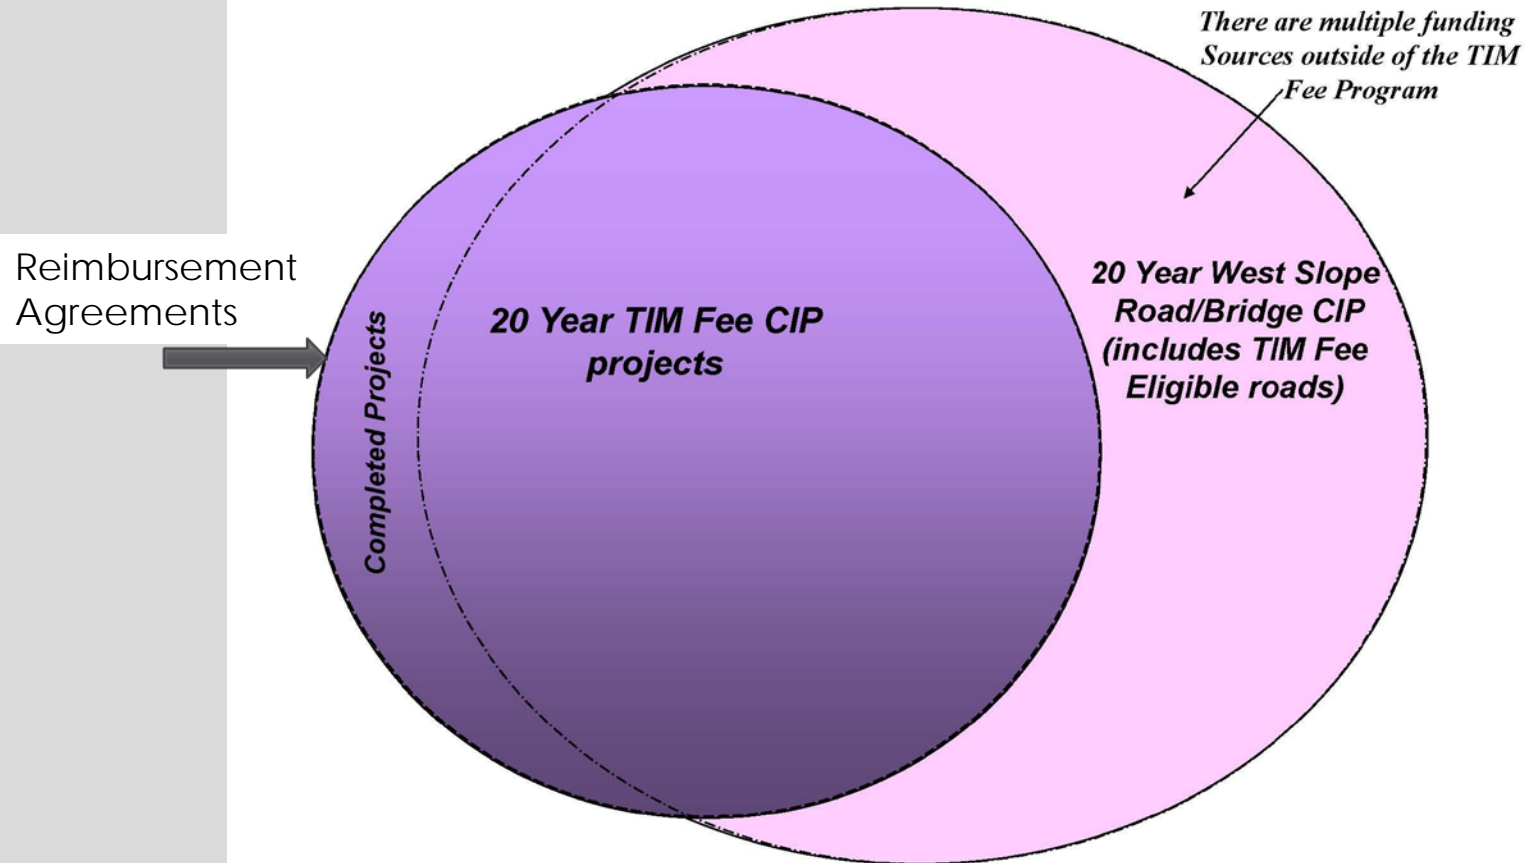 There are multiple funding
Sources outside of the TIM
Fee Program
Reimbursement
Agreements
Completed Projects
20 Year TIM Fee CIP
projects
20 Year West Slope
Road/Bridge CIP
(includes TIM Fee
Eligible roads)